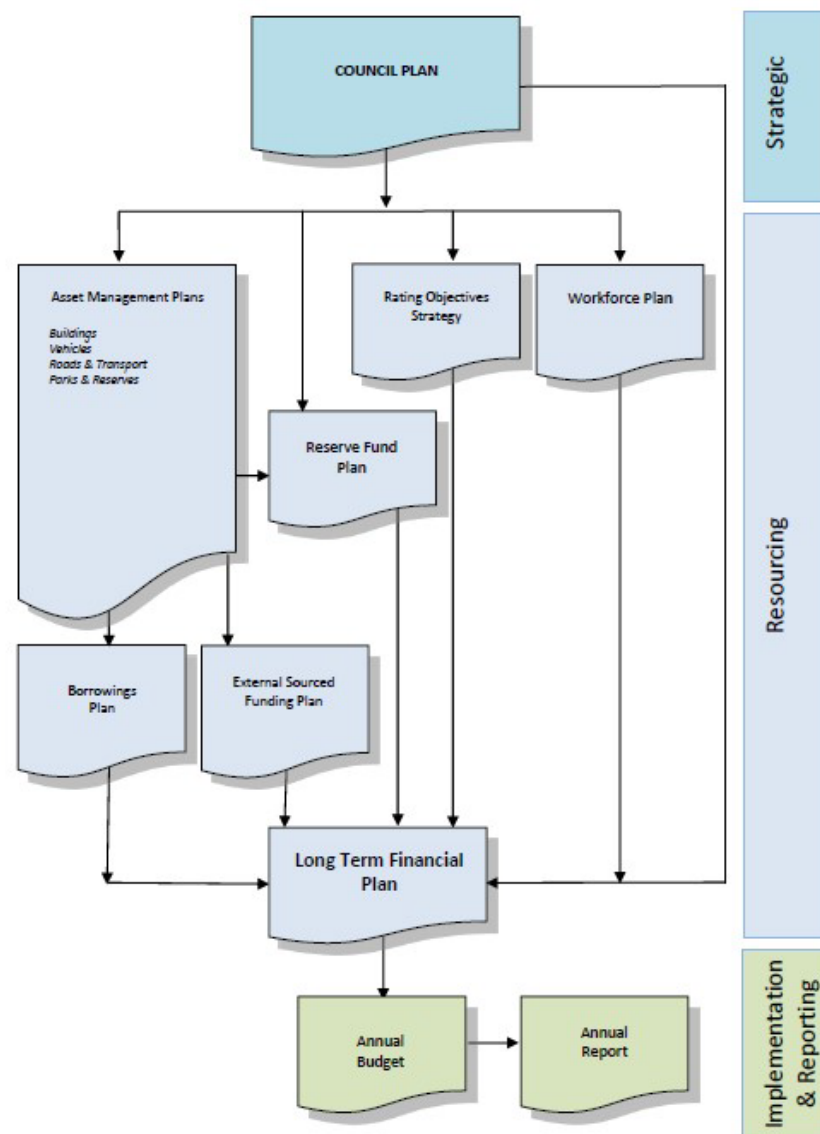 COUNCIL PLAN
Strategic
Asset Management Plans
Buildings
Vehicles
Roads & Transport
Parks & Reserves
Rating Objectives
Strategy
Workforce Plan
Reserve Fund
Plan
Resourcing
Borrowings
Plan
External Sourced
Funding Plan
Long Term Financial
Plan
Annual
Budget
Annual
Report
Implementation
& Reporting